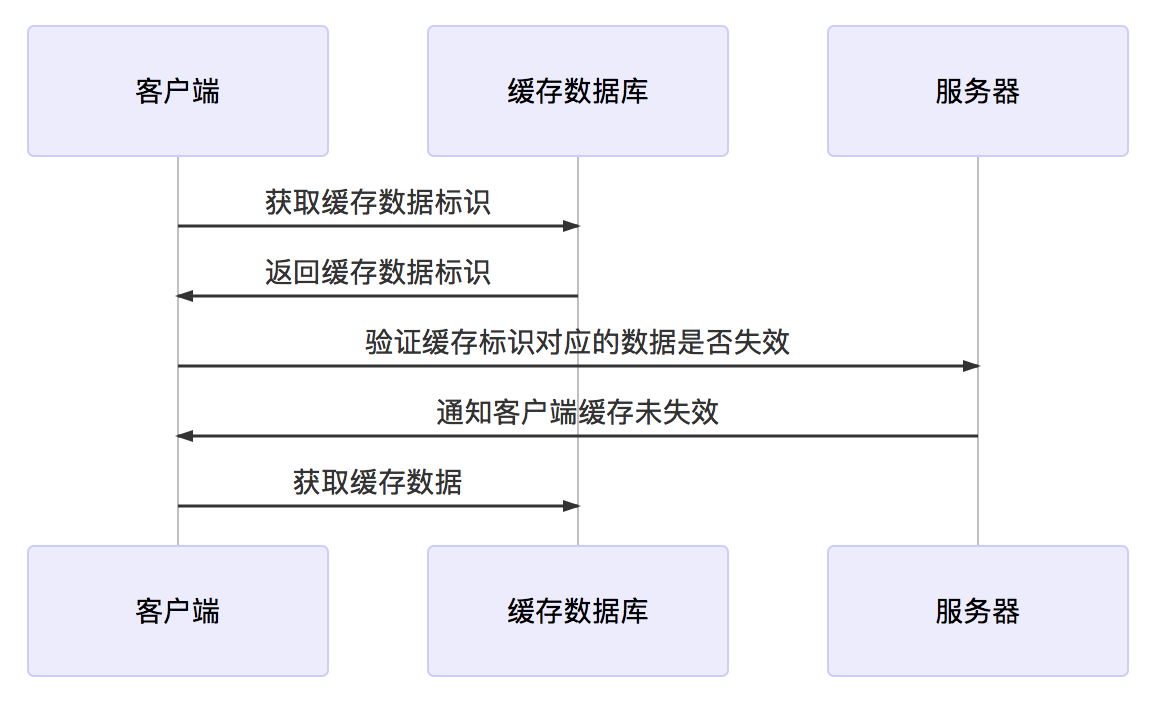 客户端
缓存数据库
服务器
获取缓存数据标识
返回缓存数据标识
验证缓存标识对应的数据是否失效
通知客户端缓存未失效
获取缓存数据
客户端
缓存数据库
服务器